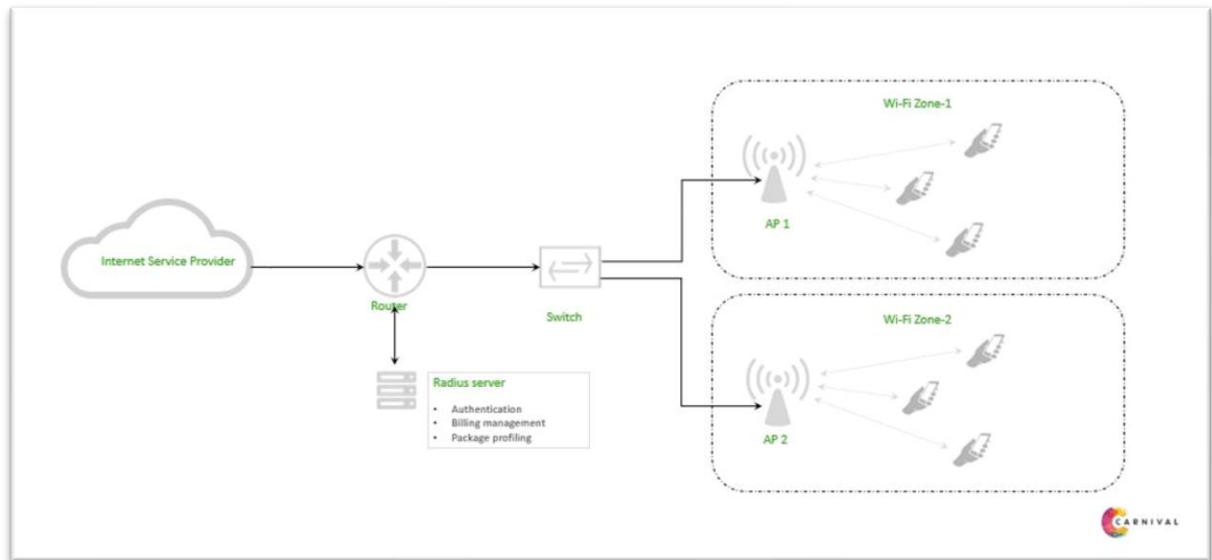 Wi-Fi Zone-1
AP 1
Internet Service Provider
Router
Switch
Wi-Fi Zone-2
AP 2
Radius server
• Authentication
• Billing management
• Package profiling
CARNIVAL